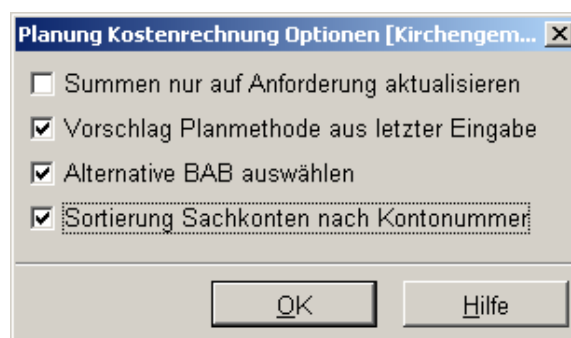 Planung Kostenrechnung Optionen [Kirchengem...
Summen nur auf Anforderung aktualisieren
Vorschlag Planmethode aus letzter Eingabe
Alternative BAB auswählen
Sortierung Sachkonten nach Kontonummer
OK Hilfe